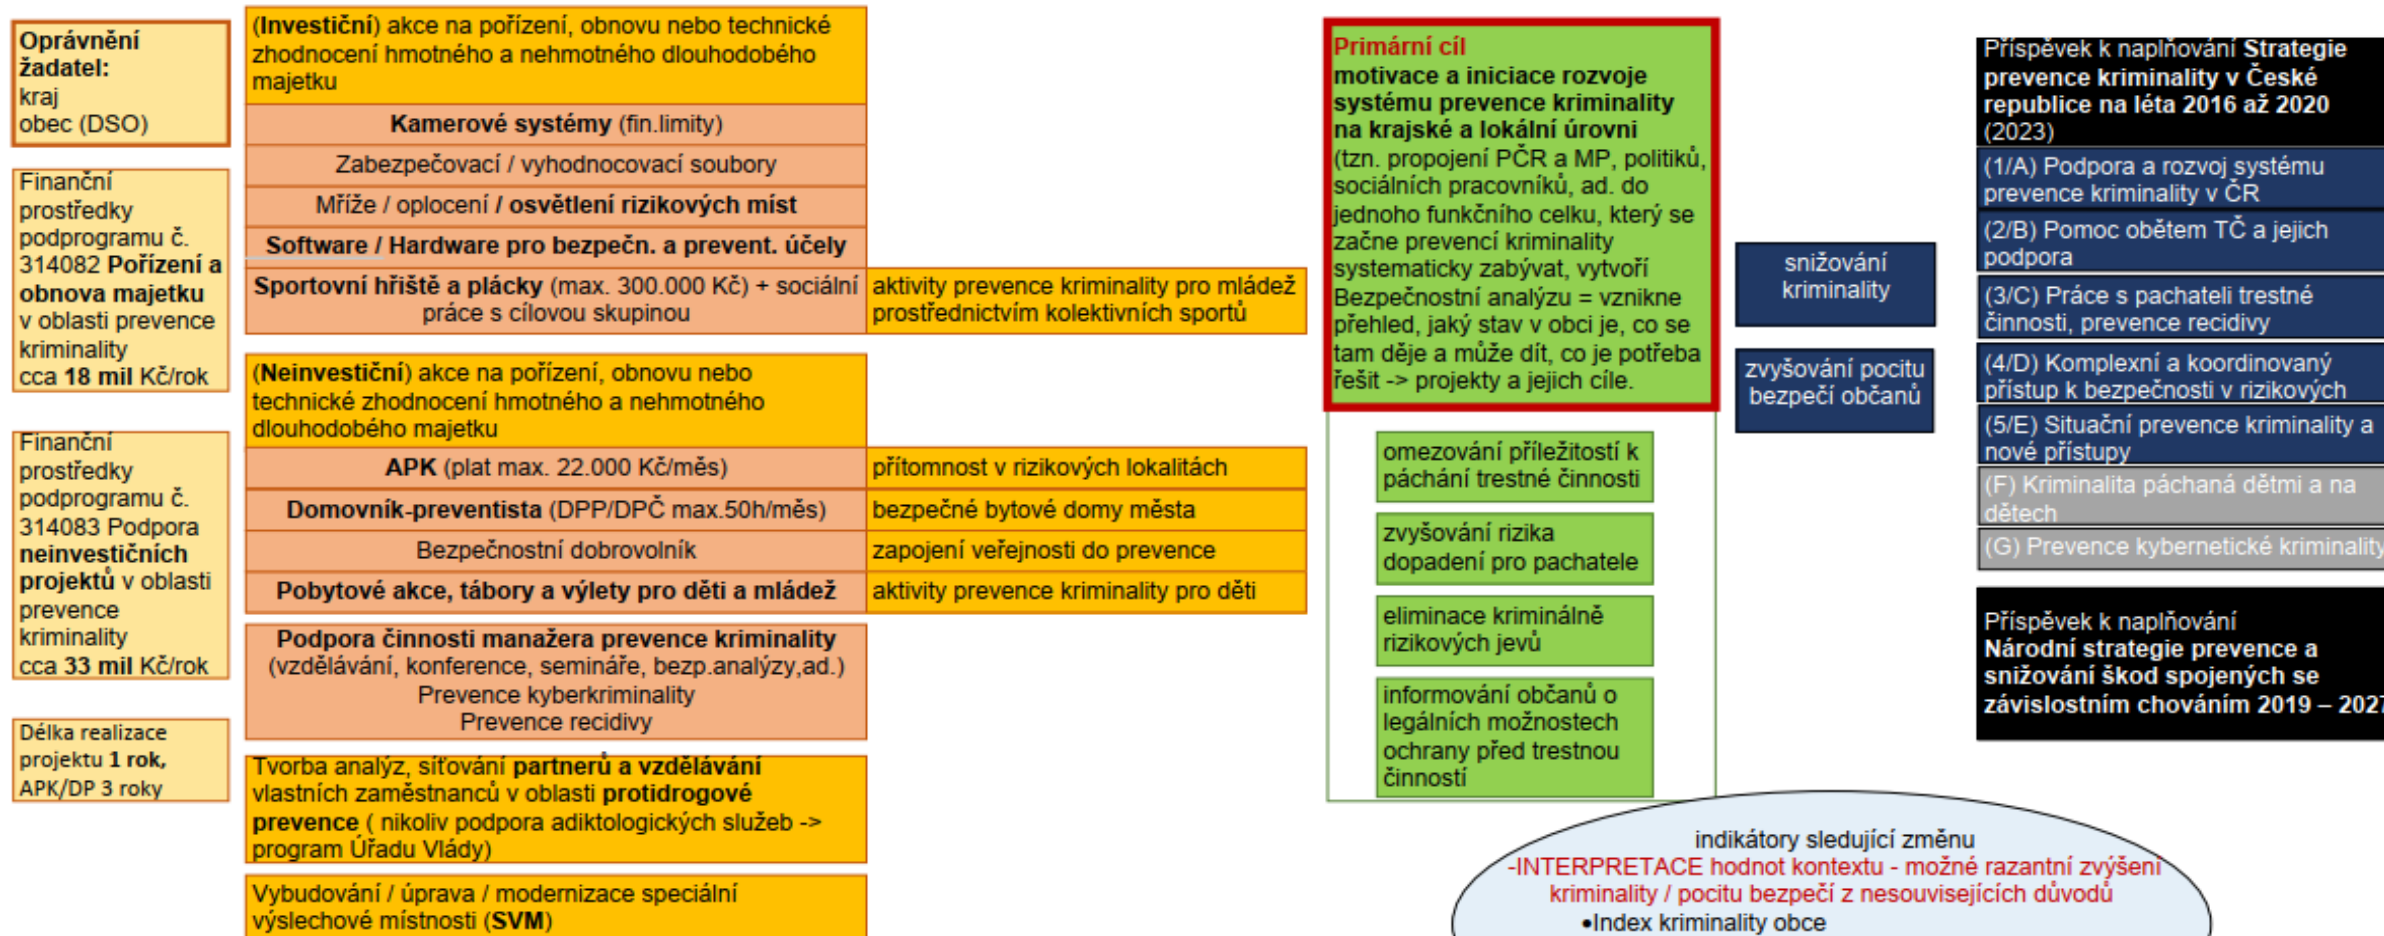 Oprávnění
žadatel:
kraj
obec (DSO)
Finanční
prostředky
podprogramu č.
314082 Pořízení a
obnova majetku
v oblasti prevence
kriminality
cca 18 mil Kč/rok
Finanční
prostředky
podprogramu č.
314083 Podpora
neinvestičních
projektů v oblasti
prevence
kriminality
cca 33 mil Kč/rok
Délka realizace
projektu 1 rok,
APK/DP 3 roky
(Investiční) akce na pořízení, obnovu nebo technické
zhodnocení hmotného a nehmotného dlouhodobého
majetku
Kamerové systémy (fin.limity)
Zabezpečovací / vyhodnocovací soubory
Mříže / oplocení / osvětlení rizikových míst
Software / Hardware pro bezpečn. a prevent. účely
Sportovní hřiště a plácky (max. 300.000 Kč) + sociální
práce s cílovou skupinou
aktivity prevence kriminality pro mládež
prostřednictvím kolektivních sportů
(Neinvestiční) akce na pořízení, obnovu nebo
technické zhodnocení hmotného a nehmotného
dlouhodobého majetku
APK (plat max. 22.000 Kč/měs)
přítomnost v rizikových lokalitách
Domovník-preventista (DPP/DPČ max.50h/měs)
bezpečné bytové domy města
Bezpečnostní dobrovolník
zapojení veřejnosti do prevence
Pobytové akce, tábory a výlety pro děti a mládež
aktivity prevence kriminality pro děti
Podpora činnosti manažera prevence kriminality
(vzdělávání, konference, semináře, bezp.analýzy,ad.)
Prevence kyberkriminality
Prevence recidivy
Tvorba analýz, síťování partnerů a vzdělávání
vlastních zaměstnanců v oblasti protidrogové
prevence ( nikoliv podpora adiktologických služeb ->
program Úřadu Vlády)
Vybudování / úprava / modernizace speciální
výslechové místnosti (SVM)
Primární cíl
motivace a iniciace rozvoje
systému prevence kriminality
na krajské a lokální úrovni
(tzn. propojení PČR a MP, politiků,
sociálních pracovníků, ad. do
jednoho funkčního celku, který se
začne prevencí kriminality
systematicky zabývat, vytvoří
Bezpečnostní analýzu = vznikne
přehled, jaký stav v obci je, co se
tam děje a může dít, co je potřeba
řešit -> projekty a jejich cíle.
omezování příležitostí k
páchání trestné činnosti
zvyšování rizika
dopadení pro pachatele
eliminace kriminálně
rizikových jevů
informování občanů o
legálních možnostech
ochrany před trestnou
činností
snižování
kriminality
zvyšování pocitu
bezpečí občanů
Příspěvek k naplňování Strategie
prevence kriminality v České
republice na léta 2016 až 2020
(2023)
(1/A) Podpora a rozvoj systému
prevence kriminality v ČR
(2/B) Pomoc obětem TČ a jejich
podpora
(3/C) Práce s pachateli trestné
činnosti, prevence recidivy
(4/D) Komplexní a koordinovaný
přístup k bezpečnosti v rizikových
(5/E) Situační prevence kriminality a
nové přístupy
(F) Kriminalita páchaná dětmi a na
dětech
(G) Prevence kybernetické kriminality
Příspěvek k naplňování
Národní strategie prevence a
snižování škod spojených se
závislostním chováním 2019 – 2027
indikátory sledující změnu
-INTERPRETACE hodnot kontextu - možné razantní zvýšení
kriminality / pocitu bezpečí z nesouvisejících důvodů
•Index kriminality obce